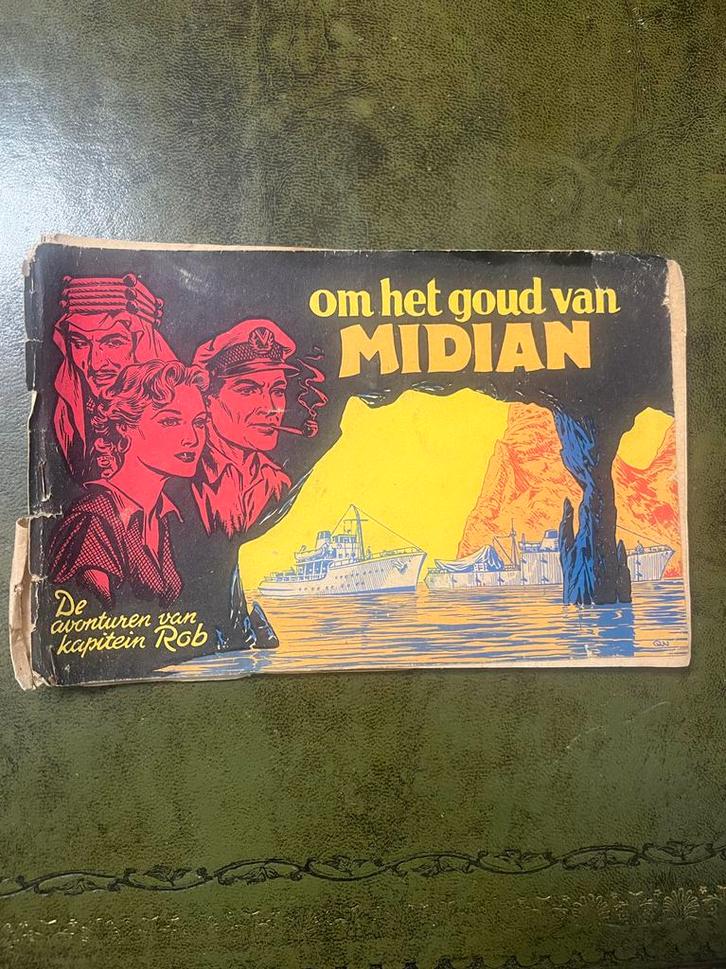 om het goud van
MIDIAN
De
avonturen van
kapitein Rob